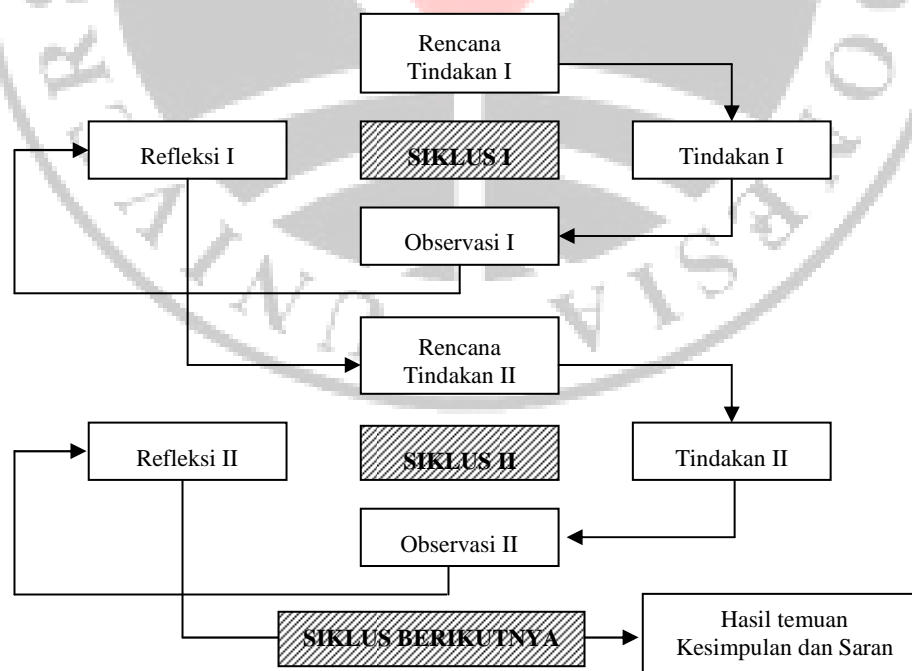 Rencana
Tindakan I
Refleksi I
SIKLUS I
Tindakan I
Observasi I
Rencana
Tindakan II
Refleksi II
SIKLUS II
Tindakan II
Observasi II
SIKLUS BERIKUTNYA
Hasil temuan
Kesimpulan dan Saran